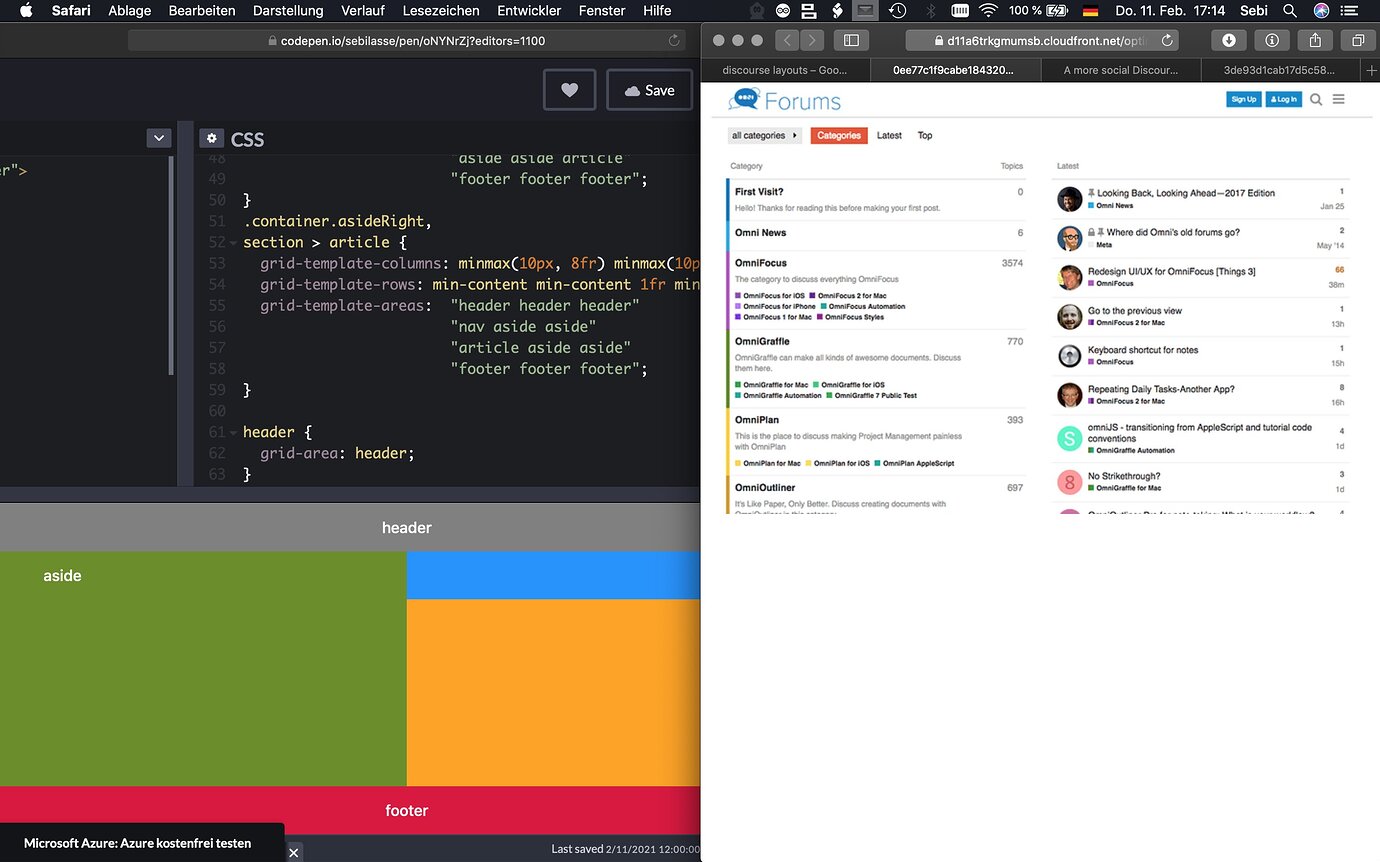 Safari Ablage Bearbeiten Darstellung Verlauf Lesezeichen Entwickler Fenster Hilfe 100 % Do. 11. Feb. 17:14 Sebi
codepen.io/sebilasse/pen/oNYNrZj?editors=1100
Save
CSS
er">
48 "aside aside article"
49 "footer footer footer";
50 }
51 .container.asideRight,
52 section > article {
53 grid-template-columns: minmax(10px, 8fr) minmax(10p
54 grid-template-rows: min-content min-content 1fr min
55 grid-template-areas: "header header header"
56 "nav aside aside"
57 "article aside aside"
58 "footer footer footer";
59 }
60
61 header {
62 grid-area: header;
63 }
header
aside
footer
Microsoft Azure: Azure kostenfrei testen
Last saved 2/11/2021 12:00:00
d11a6trkgmumsb.cloudfront.net/opti
discourse layouts – Goo... 0ee77c1f9cabe184320... A more social Discour... 3de93d1cab17d5c58...
omni Forums
Sign Up Log In
all categories Categories Latest Top
Category Topics
First Visit? 0
Hello! Thanks for reading this before making your first post.
Omni News 6
OmniFocus 3574
The category to discuss everything OmniFocus
OmniFocus for iOS OmniFocus 2 for Mac
OmniFocus for iPhone OmniFocus Automation
OmniFocus 1 for Mac OmniFocus Styles
OmniGraffle 770
OmniGraffle can make all kinds of awesome documents. Discuss
them here.
OmniGraffle for Mac OmniGraffle for iOS
OmniGraffle Automation OmniGraffle 7 Public Test
OmniPlan 393
This is the place to discuss making Project Management painless
with OmniPlan
OmniPlan for Mac OmniPlan for iOS OmniPlan AppleScript
OmniOutliner 697
It's Like Paper, Only Better. Discuss creating documents with
OmniOutliner in this category.
Latest
Looking Back, Looking Ahead—2017 Edition 1
Omni News Jan 25
Where did Omni's old forums go? 2
Meta May '14
Redesign UI/UX for OmniFocus [Things 3] 66
OmniFocus 38m
Go to the previous view 1
OmniFocus 2 for Mac 13h
Keyboard shortcut for notes 1
OmniFocus 15h
Repeating Daily Tasks-Another App? 8
OmniFocus 2 for Mac 16h
S omniJS - transitioning from AppleScript and tutorial code 4
conventions
OmniGraffle Automation 1d
8 No Strikethrough? 3
OmniGraffle for Mac 1d